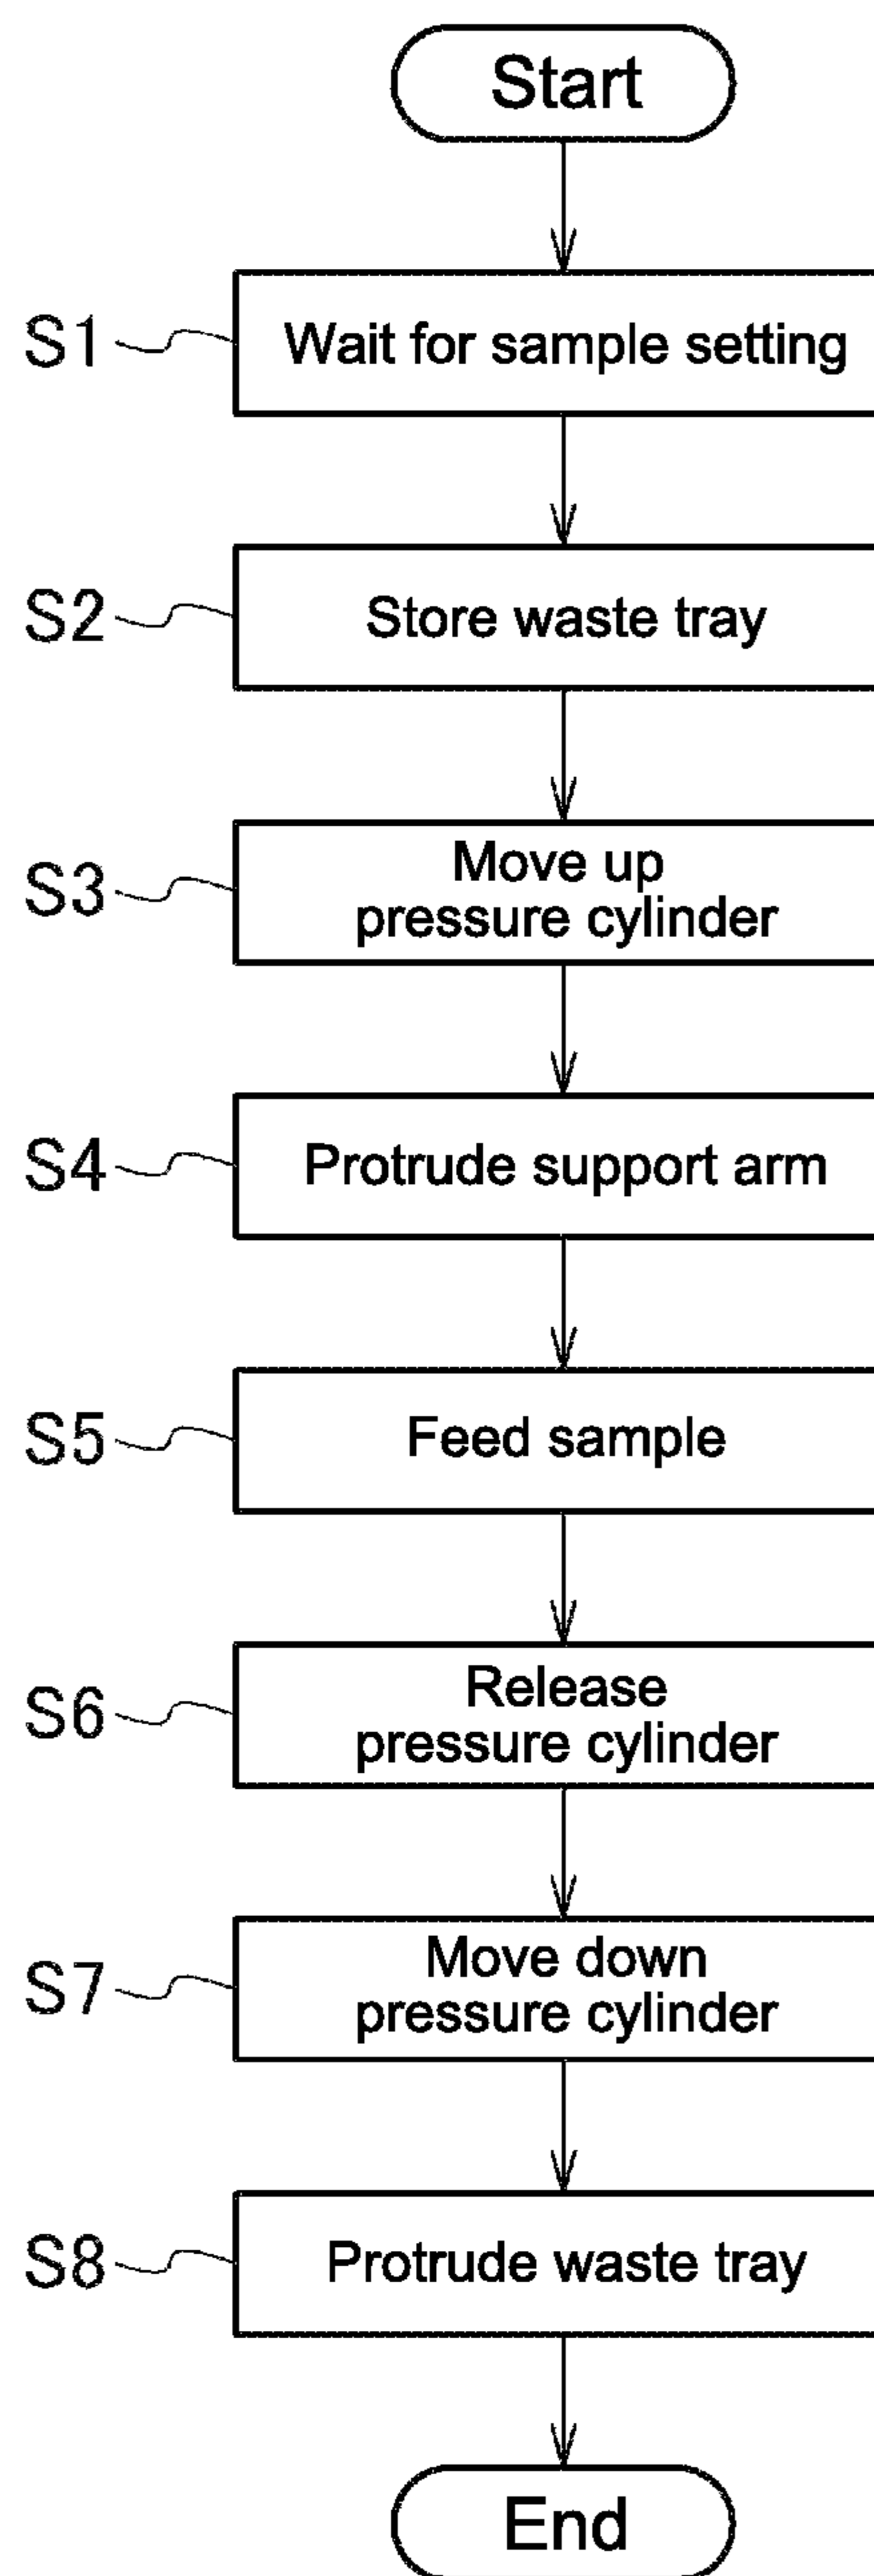 Start
S1 Wait for sample setting
S2 Store waste tray
S3 Move up
pressure cylinder
S4 Protrude support arm
S5 Feed sample
S6 Release
pressure cylinder
S7 Move down
pressure cylinder
S8 Protrude waste tray
End